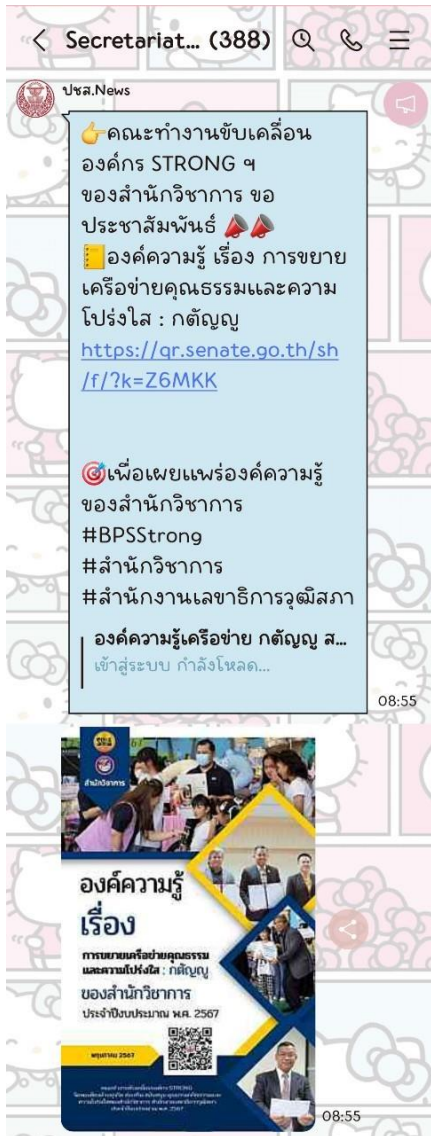 Secretariat... (388)
ปชส.News
👉คณะทำงานขับเคลื่อน
องค์กร STRONG ฯ
ของสำนักวิชาการ ขอ
ประชาสัมพันธ์ 📣📣
📒องค์ความรู้ เรื่อง การขยาย
เครือข่ายคุณธรรมและความ
โปร่งใส : กตัญญู
https://qr.senate.go.th/sh
/f/?k=Z6MKK
🎯เพื่อเผยแพร่องค์ความรู้
ของสำนักวิชาการ
#BPSStrong
#สำนักวิชาการ
#สำนักงานเลขาธิการวุฒิสภา
องค์ความรู้เครือข่าย กตัญญู ส...
เข้าสู่ระบบ กำลังโหลด...
08:55
สำนักวิชาการ
องค์ความรู้
เรื่อง
การขยายเครือข่ายคุณธรรม
และความโปร่งใส : กตัญญู
ของสำนักวิชาการ
ประจำปีงบประมาณ พ.ศ. 2567
พฤษภาคม 2567
08:55